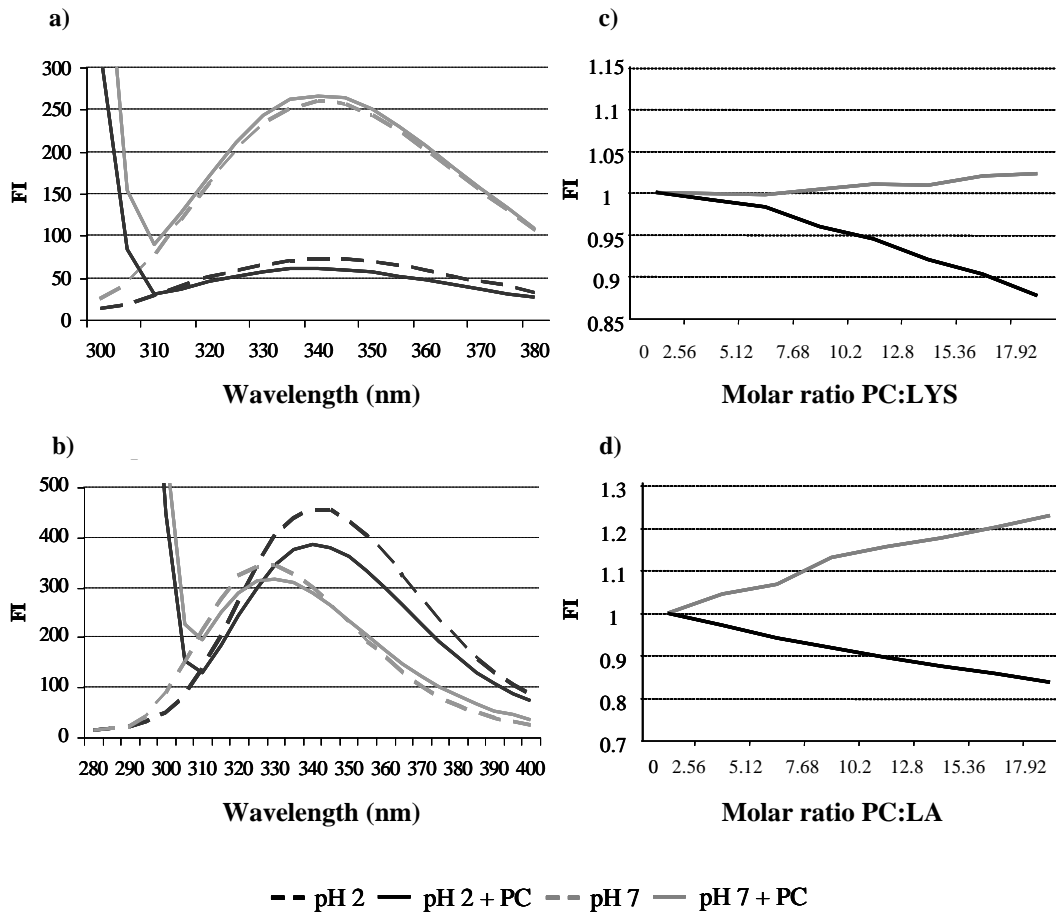 a)
300
250
200
150
100
50
0
FI
300 310 320 330 340 350 360 370 380
Wavelength (nm)
c)
1.15
1.1
1.05
1
0.95
0.9
0.85
FI
0 2.56 5.12 7.68 10.2 12.8 15.36 17.92
Molar ratio PC:LYS
b)
500
400
300
200
100
0
FI
280 290 300 310 320 330 340 350 360 370 380 390 400
Wavelength (nm)
d)
1.3
1.2
1.1
1
0.9
0.8
0.7
FI
0 2.56 5.12 7.68 10.2 12.8 15.36 17.92
Molar ratio PC:LA
pH 2 pH 2 + PC pH 7 pH 7 + PC